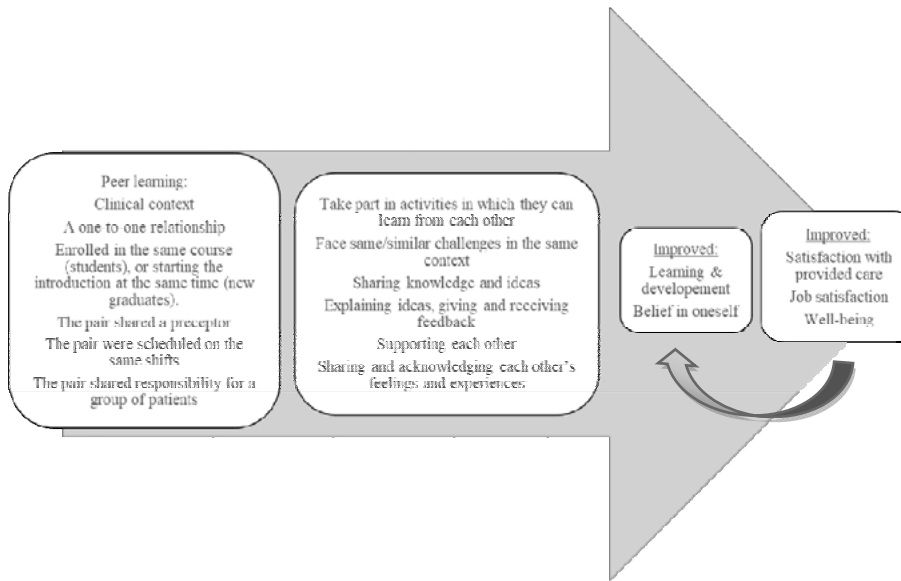 Peer learning:
Clinical context
A one to one relationship
Enrolled in the same course
(students), or starting the
introduction at the same time (new
graduates).
The pair shared a preceptor
The pair were scheduled on the
same shifts
The pair shared responsibility for a
group of patients
Take part in activities in which they can
learn from each other
Face same/similar challenges in the same
context
Sharing knowledge and ideas
Explaining ideas, giving and receiving
feedback
Supporting each other
Sharing and acknowledging each other's
feelings and experiences
Improved:
Learning &
developement
Belief in oneself
Improved:
Satisfaction with
provided care
Job satisfaction
Well-being